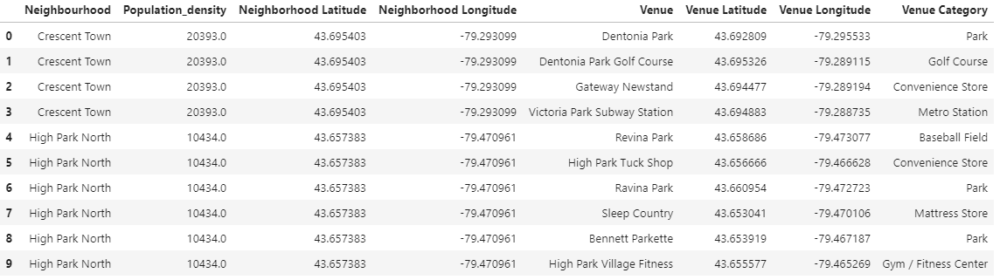 Neighbourhood Population_density Neighborhood Latitude Neighborhood Longitude Venue Venue Latitude Venue Longitude Venue Category
0 Crescent Town 20393.0 43.695403 -79.293099 Dentonia Park 43.692809 -79.295533 Park
1 Crescent Town 20393.0 43.695403 -79.293099 Dentonia Park Golf Course 43.695326 -79.289115 Golf Course
2 Crescent Town 20393.0 43.695403 -79.293099 Gateway Newstand 43.694477 -79.289194 Convenience Store
3 Crescent Town 20393.0 43.695403 -79.293099 Victoria Park Subway Station 43.694883 -79.288735 Metro Station
4 High Park North 10434.0 43.657383 -79.470961 Revina Park 43.658686 -79.473077 Baseball Field
5 High Park North 10434.0 43.657383 -79.470961 High Park Tuck Shop 43.656666 -79.466628 Convenience Store
6 High Park North 10434.0 43.657383 -79.470961 Ravina Park 43.660954 -79.472723 Park
7 High Park North 10434.0 43.657383 -79.470961 Sleep Country 43.653041 -79.470106 Mattress Store
8 High Park North 10434.0 43.657383 -79.470961 Bennett Parkette 43.653919 -79.467187 Park
9 High Park North 10434.0 43.657383 -79.470961 High Park Village Fitness 43.655577 -79.465269 Gym / Fitness Center